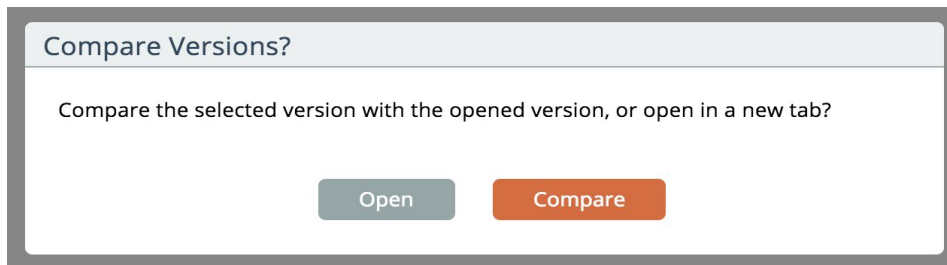 Compare Versions?
Compare the selected version with the opened version, or open in a new tab?
Open Compare